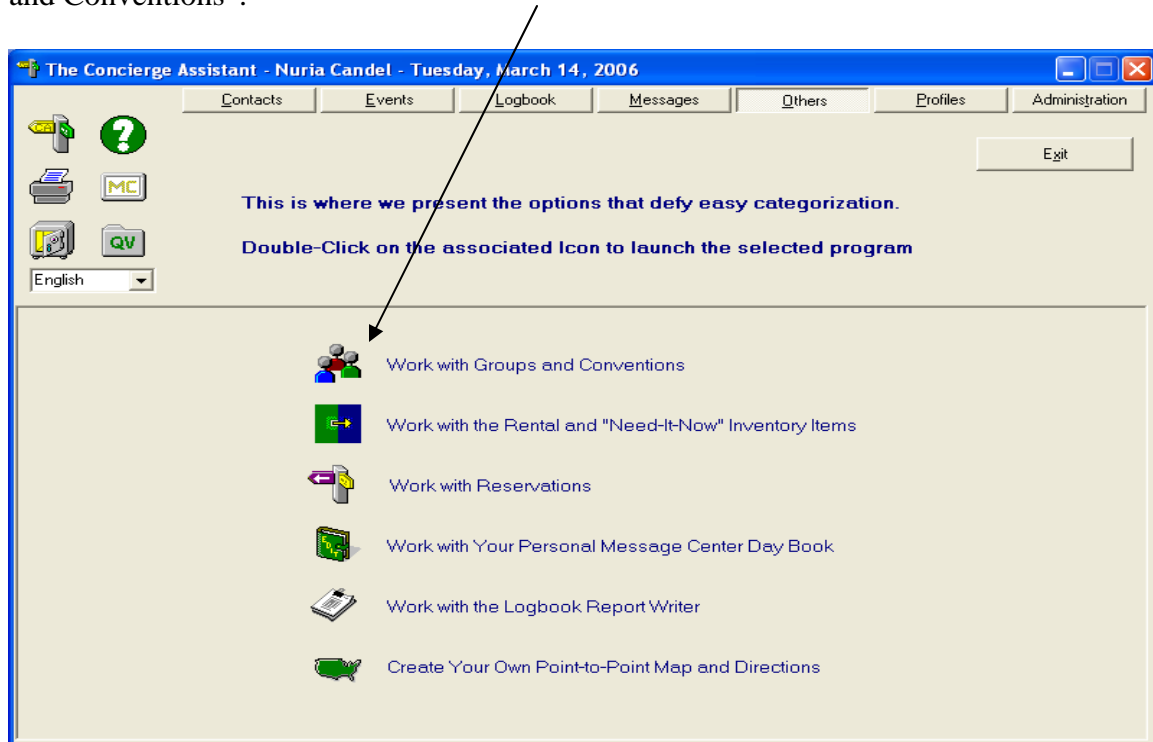 and Conventions".
The Concierge Assistant - Nuria Candel - Tuesday, March 14, 2006
Contacts Events Logbook Messages Others Profiles Administration
CA ?
Exit
MC
This is where we present the options that defy easy categorization.
QV
Double-Click on the associated Icon to launch the selected program
English
Work with Groups and Conventions
Work with the Rental and "Need-It-Now" Inventory Items
Work with Reservations
EDIT
Work with Your Personal Message Center Day Book
Work with the Logbook Report Writer
Create Your Own Point-to-Point Map and Directions